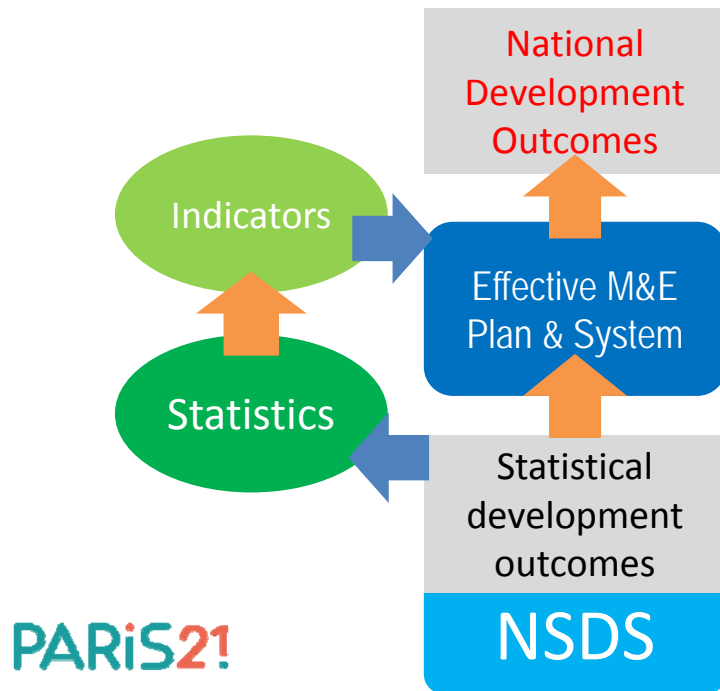 National
Development
Outcomes
Indicators
Effective M&E
Plan & System
Statistics
Statistical
development
outcomes
NSDS
PARiS21